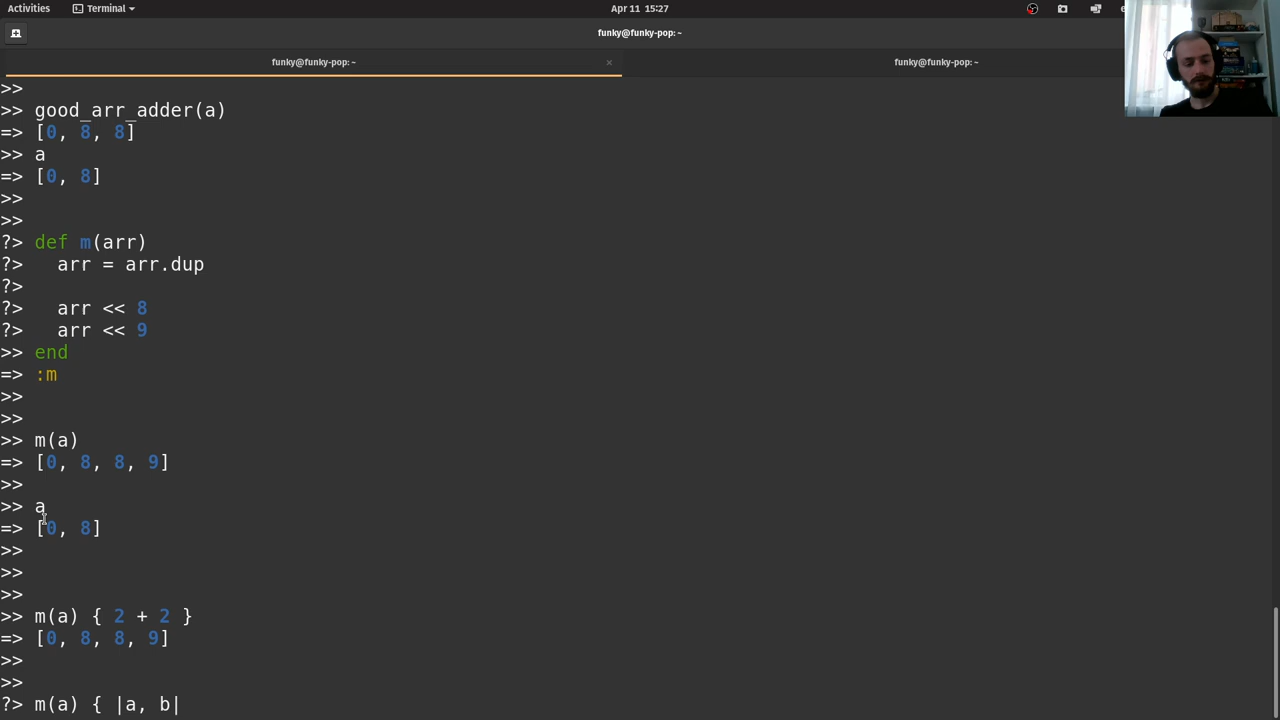 Activities
Terminal
Apr 11 15:27
funky@funky-pop: ~
funky@funky-pop: ~ ×
funky@funky-pop: ~
>>
>> good_arr_adder(a)
=> [0, 8, 8]
>> a
=> [0, 8]
>>
>>
?> def m(arr)
?>   arr = arr.dup
?>
?>   arr << 8
?>   arr << 9
>> end
=> :m
>>
>>
>> m(a)
=> [0, 8, 8, 9]
>>
>> a
=> [0, 8]
>>
>>
>>
>> m(a) { 2 + 2 }
=> [0, 8, 8, 9]
>>
>>
?> m(a) { |a, b|